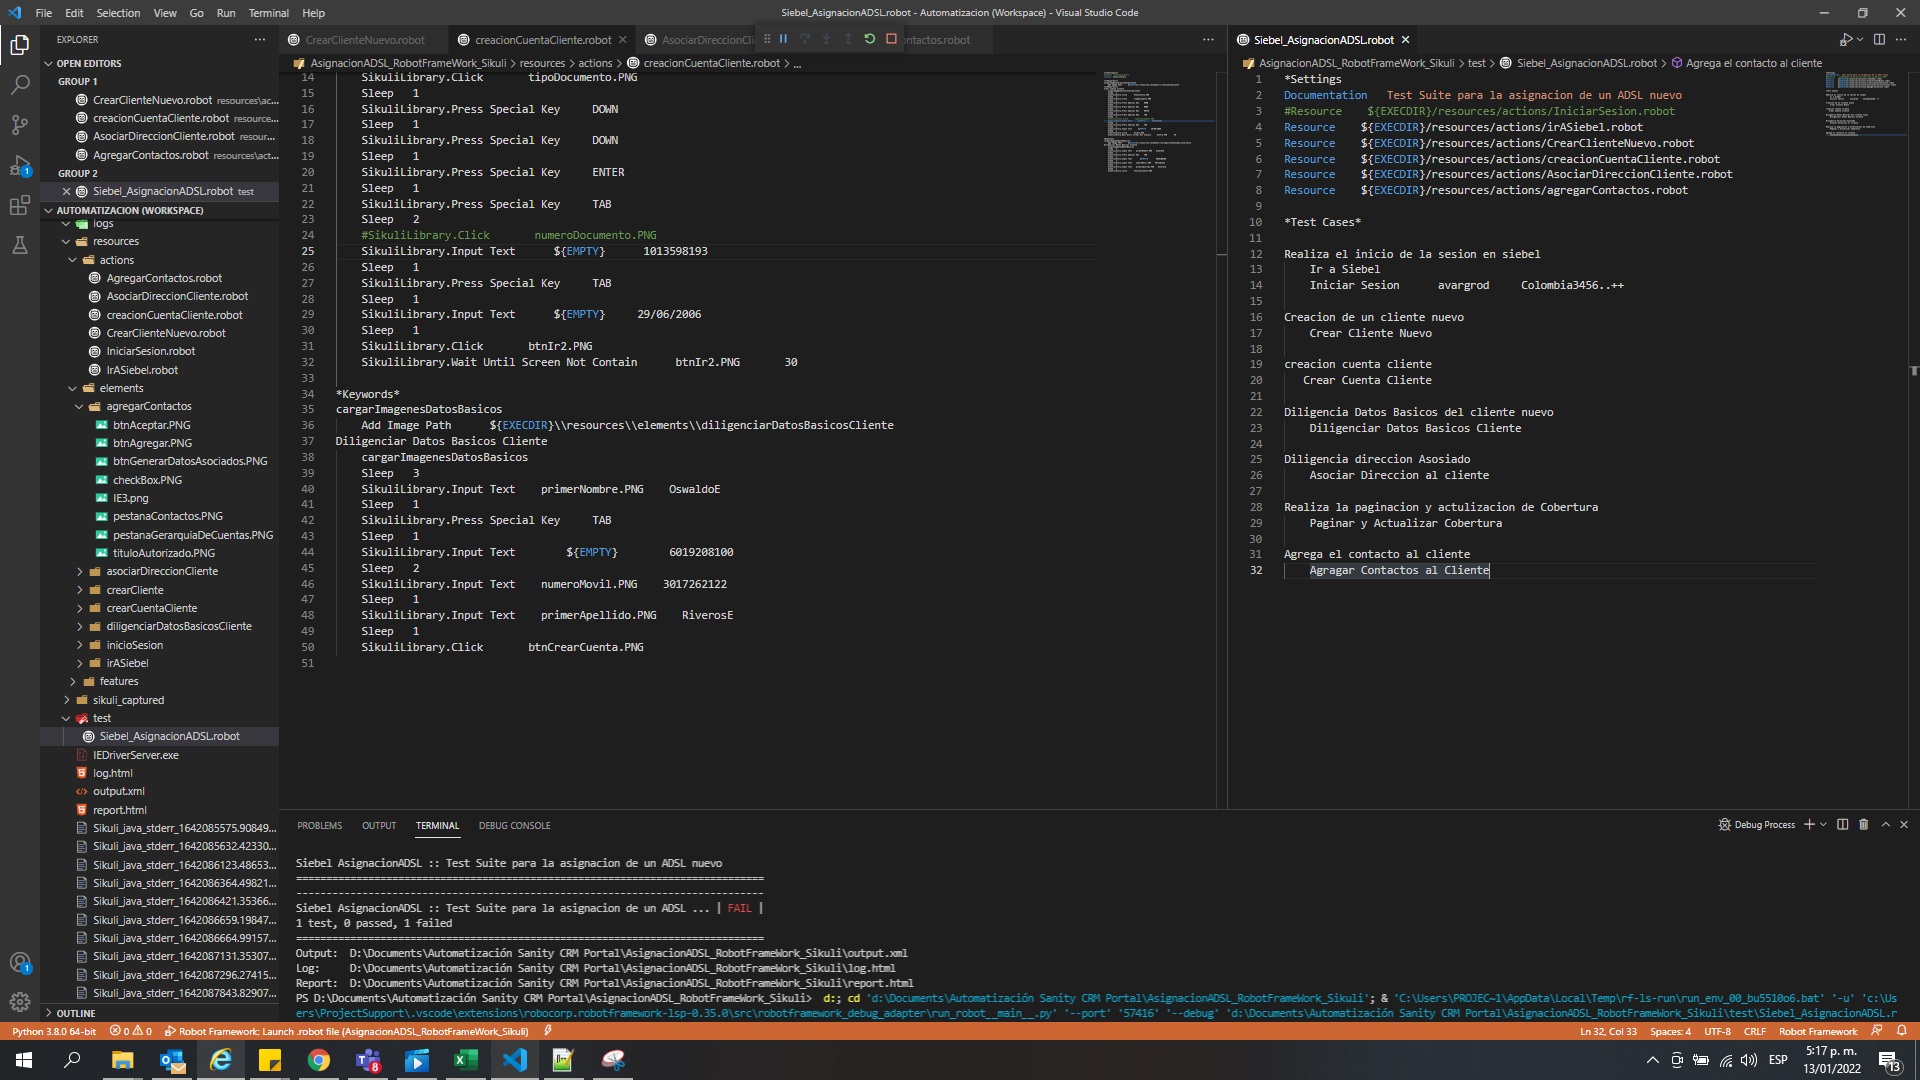 File Edit Selection View Go Run Terminal Help
Siebel_AsignacionADSL.robot - Automatizacion (Workspace) - Visual Studio Code
EXPLORER
OPEN EDITORS
GROUP 1
CrearClienteNuevo.robot resources\ac...
creacionCuentaCliente.robot resource...
AsociarDireccionCliente.robot resour...
AgregarContactos.robot resources\act...
GROUP 2
Siebel_AsignacionADSL.robot test
AUTOMATIZACION (WORKSPACE)
logs
resources
actions
AgregarContactos.robot
AsociarDireccionCliente.robot
creacionCuentaCliente.robot
CrearClienteNuevo.robot
IniciarSesion.robot
IrASiebel.robot
elements
agregarContactos
btnAceptar.PNG
btnAgregar.PNG
btnGenerarDatosAsociados.PNG
checkBox.PNG
IE3.png
pestanaContactos.PNG
pestanaGerarquiaDeCuentas.PNG
tituloAutorizado.PNG
asociarDireccionCliente
crearCliente
crearCuentaCliente
diligenciarDatosBasicosCliente
inicioSesion
irASiebel
features
sikuli_captured
test
Siebel_AsignacionADSL.robot
IEDriverServer.exe
log.html
output.xml
report.html
Sikuli_java_stderr_1642085575.90849...
Sikuli_java_stderr_1642085632.42330...
Sikuli_java_stderr_1642086123.48653...
Sikuli_java_stderr_1642086364.49821...
Sikuli_java_stderr_1642086421.35366...
Sikuli_java_stderr_1642086659.19847...
Sikuli_java_stderr_1642086664.99157...
Sikuli_java_stderr_1642087131.35307...
Sikuli_java_stderr_1642087296.27415...
Sikuli_java_stderr_1642087843.82907...
OUTLINE
CrearClienteNuevo.robot creacionCuentaCliente.robot AsociarDireccionCl ontactos.robot
AsignacionADSL_RobotFrameWork_Sikuli > resources > actions > creacionCuentaCliente.robot > ...
14 SikuliLibrary.Click tipoDocumento.PNG
15 Sleep 1
16 SikuliLibrary.Press Special Key DOWN
17 Sleep 1
18 SikuliLibrary.Press Special Key DOWN
19 Sleep 1
20 SikuliLibrary.Press Special Key ENTER
21 Sleep 1
22 SikuliLibrary.Press Special Key TAB
23 Sleep 2
24 #SikuliLibrary.Click numeroDocumento.PNG
25 SikuliLibrary.Input Text ${EMPTY} 1013598193
26 Sleep 1
27 SikuliLibrary.Press Special Key TAB
28 Sleep 1
29 SikuliLibrary.Input Text ${EMPTY} 29/06/2006
30 Sleep 1
31 SikuliLibrary.Click btnIr2.PNG
32 SikuliLibrary.Wait Until Screen Not Contain btnIr2.PNG 30
33
34 *Keywords*
35 cargarImagenesDatosBasicos
36 Add Image Path ${EXECDIR}\\resources\\elements\\diligenciarDatosBasicosCliente
37 Diligenciar Datos Basicos Cliente
38 cargarImagenesDatosBasicos
39 Sleep 3
40 SikuliLibrary.Input Text primerNombre.PNG OswaldoE
41 Sleep 1
42 SikuliLibrary.Press Special Key TAB
43 Sleep 1
44 SikuliLibrary.Input Text ${EMPTY} 6019208100
45 Sleep 2
46 SikuliLibrary.Input Text numeroMovil.PNG 3017262122
47 Sleep 1
48 SikuliLibrary.Input Text primerApellido.PNG RiverosE
49 Sleep 1
50 SikuliLibrary.Click btnCrearCuenta.PNG
51
Siebel_AsignacionADSL.robot
AsignacionADSL_RobotFrameWork_Sikuli > test > Siebel_AsignacionADSL.robot > Agrega el contacto al cliente
1 *Settings
2 Documentation Test Suite para la asignacion de un ADSL nuevo
3 #Resource ${EXECDIR}/resources/actions/IniciarSesion.robot
4 Resource ${EXECDIR}/resources/actions/irASiebel.robot
5 Resource ${EXECDIR}/resources/actions/CrearClienteNuevo.robot
6 Resource ${EXECDIR}/resources/actions/creacionCuentaCliente.robot
7 Resource ${EXECDIR}/resources/actions/AsociarDireccionCliente.robot
8 Resource ${EXECDIR}/resources/actions/agregarContactos.robot
9
10 *Test Cases*
11
12 Realiza el inicio de la sesion en siebel
13 Ir a Siebel
14 Iniciar Sesion avargrod Colombia3456..++
15
16 Creacion de un cliente nuevo
17 Crear Cliente Nuevo
18
19 creacion cuenta cliente
20 Crear Cuenta Cliente
21
22 Diligencia Datos Basicos del cliente nuevo
23 Diligenciar Datos Basicos Cliente
24
25 Diligencia direccion Asosiado
26 Asociar Direccion al cliente
27
28 Realiza la paginacion y actulizacion de Cobertura
29 Paginar y Actualizar Cobertura
30
31 Agrega el contacto al cliente
32 Agragar Contactos al Cliente
PROBLEMS OUTPUT TERMINAL DEBUG CONSOLE
Debug Process
Siebel AsignacionADSL :: Test Suite para la asignacion de un ADSL nuevo
==============================================================================
------------------------------------------------------------------------------
Siebel AsignacionADSL :: Test Suite para la asignacion de un ADSL ... | FAIL |
1 test, 0 passed, 1 failed
==============================================================================
Output: D:\Documents\Automatización Sanity CRM Portal\AsignacionADSL_RobotFrameWork_Sikuli\output.xml
Log: D:\Documents\Automatización Sanity CRM Portal\AsignacionADSL_RobotFrameWork_Sikuli\log.html
Report: D:\Documents\Automatización Sanity CRM Portal\AsignacionADSL_RobotFrameWork_Sikuli\report.html
PS D:\Documents\Automatización Sanity CRM Portal\AsignacionADSL_RobotFrameWork_Sikuli> d:; cd 'd:\Documents\Automatización Sanity CRM Portal\AsignacionADSL_RobotFrameWork_Sikuli'; & 'C:\Users\PROJEC~1\AppData\Local\Temp\rf-ls-run\run_env_00_bu5510o6.bat' '-u' 'c:\Us
ers\ProjectSupport\.vscode\extensions\robocorp.robotframework-lsp-0.35.0\src\robotframework_debug_adapter\run_robot__main__.py' '--port' '57416' '--debug' 'd:\Documents\Automatización Sanity CRM Portal\AsignacionADSL_RobotFrameWork_Sikuli\test\Siebel_AsignacionADSL.r
Python 3.8.0 64-bit 0 0 Robot Framework: Launch .robot file (AsignacionADSL_RobotFrameWork_Sikuli)
Ln 32, Col 33 Spaces: 4 UTF-8 CRLF Robot Framework
ESP
5:17 p. m.
13/01/2022
13